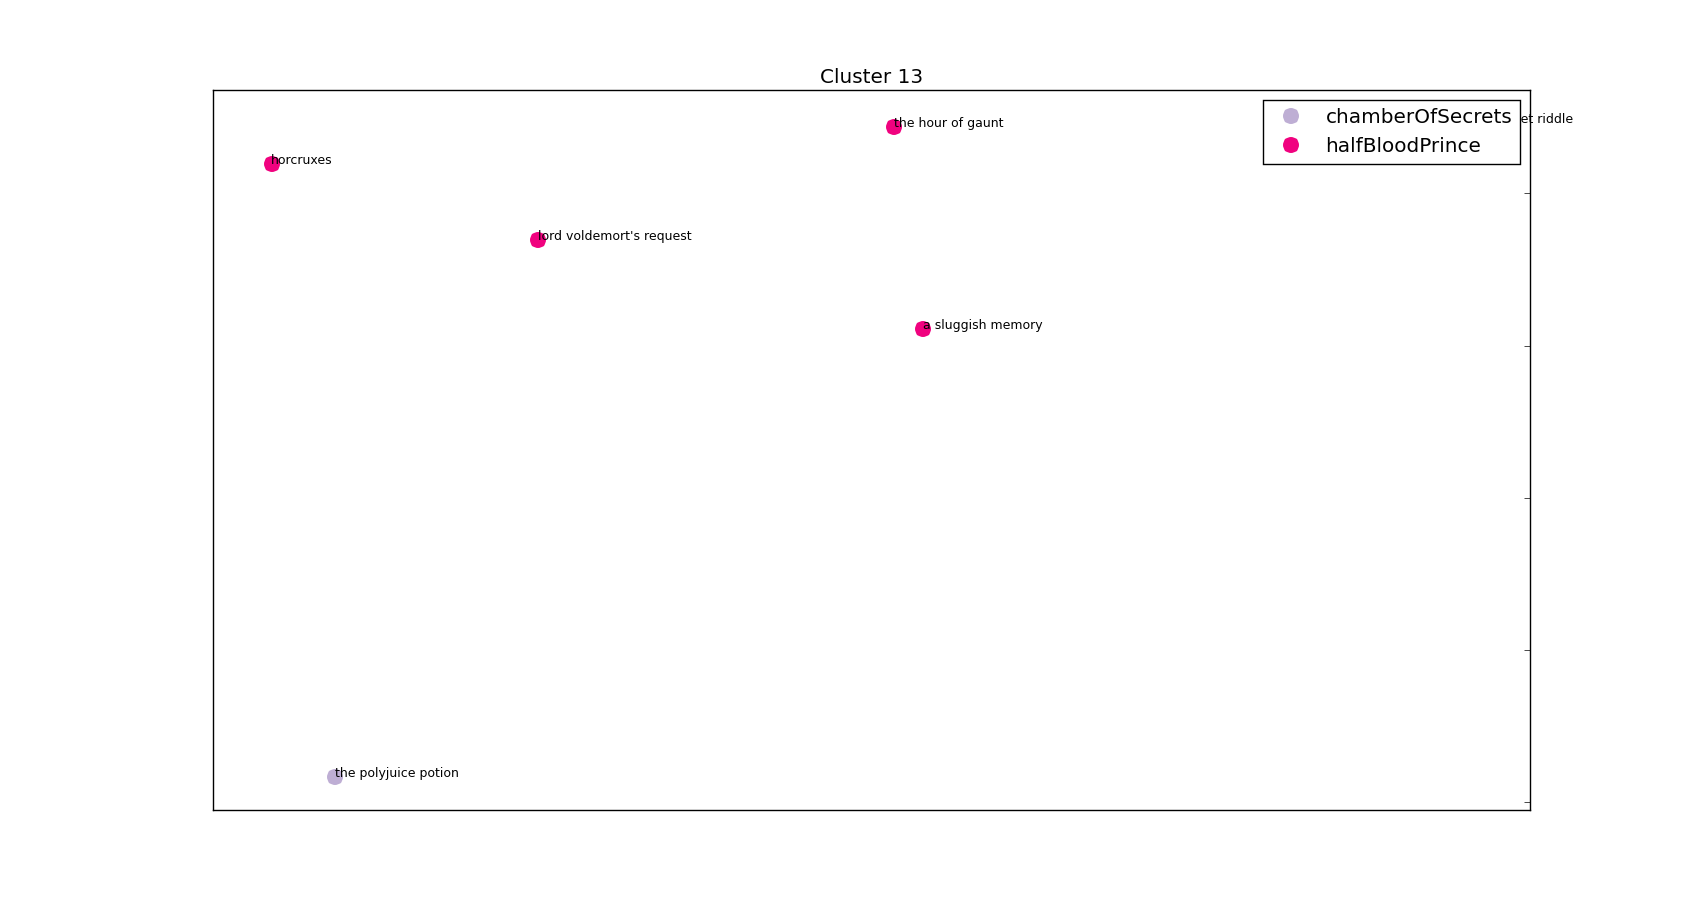 Cluster 13
the hour of gaunt
chamberOfSecrets
et riddle
halfBloodPrince
horcruxes
lord voldemort's request
a sluggish memory
the polyjuice potion